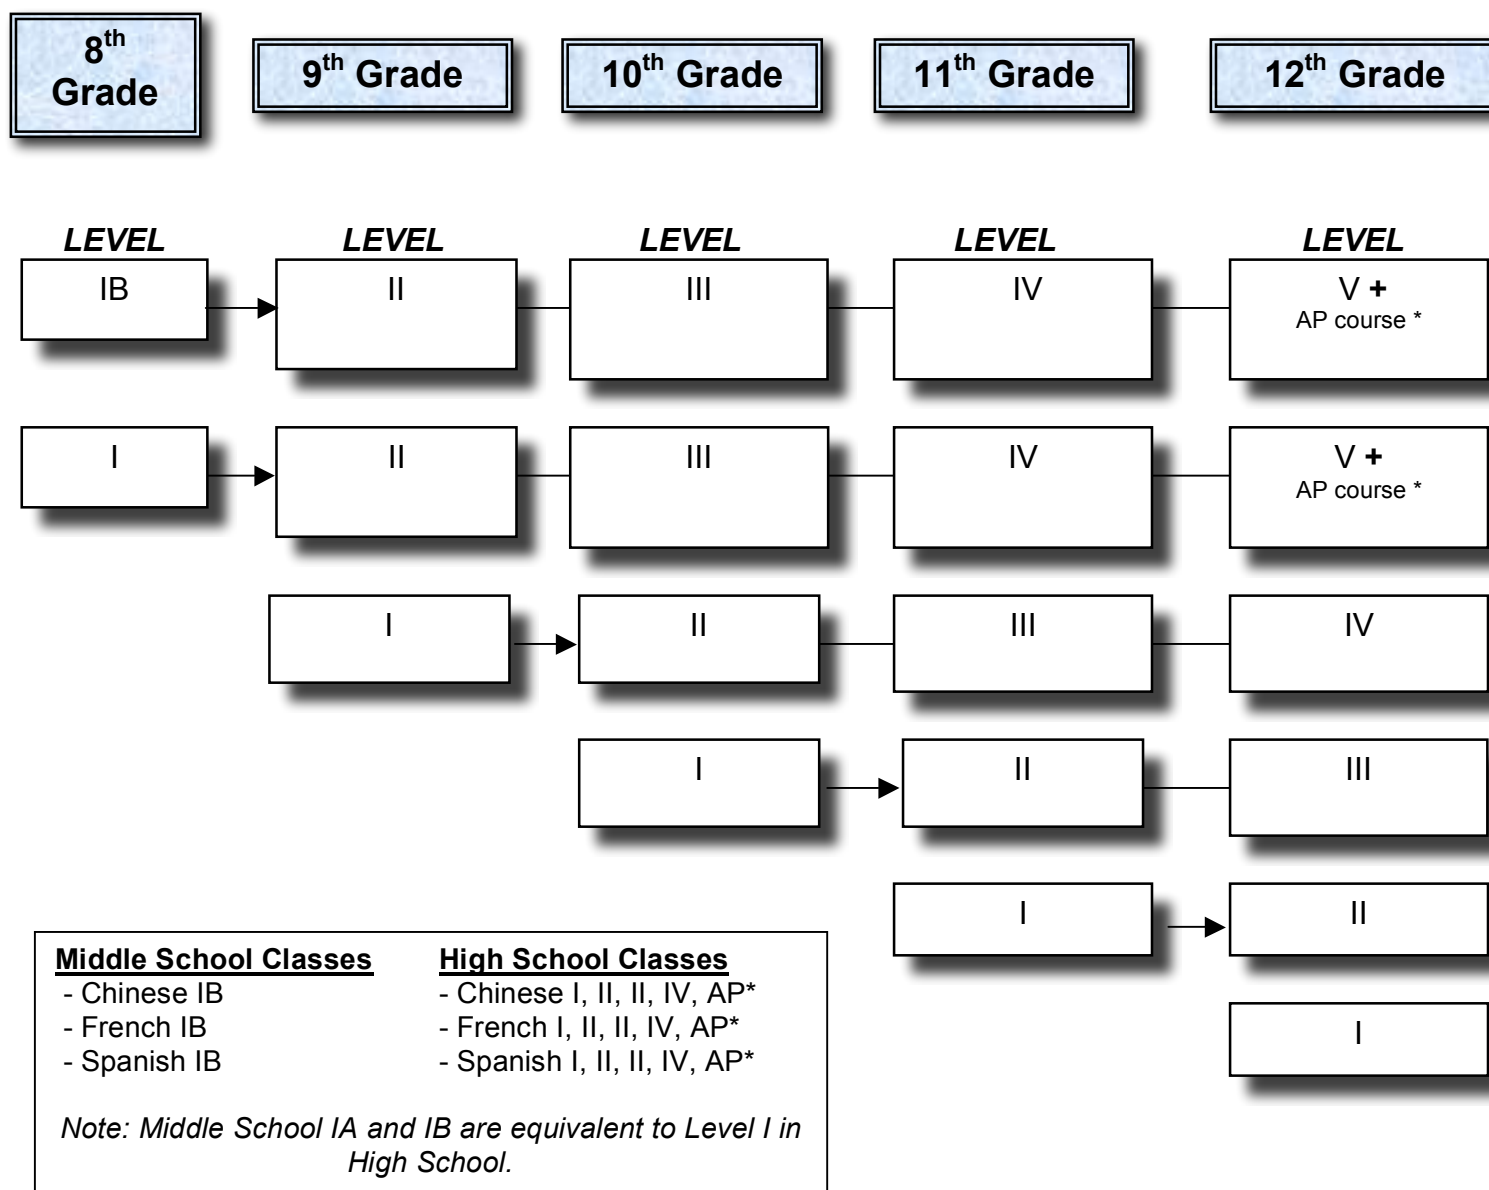 8th
Grade
9th Grade
10th Grade
11th Grade
12th Grade
LEVEL
LEVEL
LEVEL
LEVEL
LEVEL
IB
II
III
IV
V +
AP course *
I
II
III
IV
V +
AP course *
I
II
III
IV
I
II
III
I
II
I
Middle School Classes
- Chinese IB
- French IB
- Spanish IB
High School Classes
- Chinese I, II, II, IV, AP*
- French I, II, II, IV, AP*
- Spanish I, II, II, IV, AP*
Note: Middle School IA and IB are equivalent to Level I in
High School.